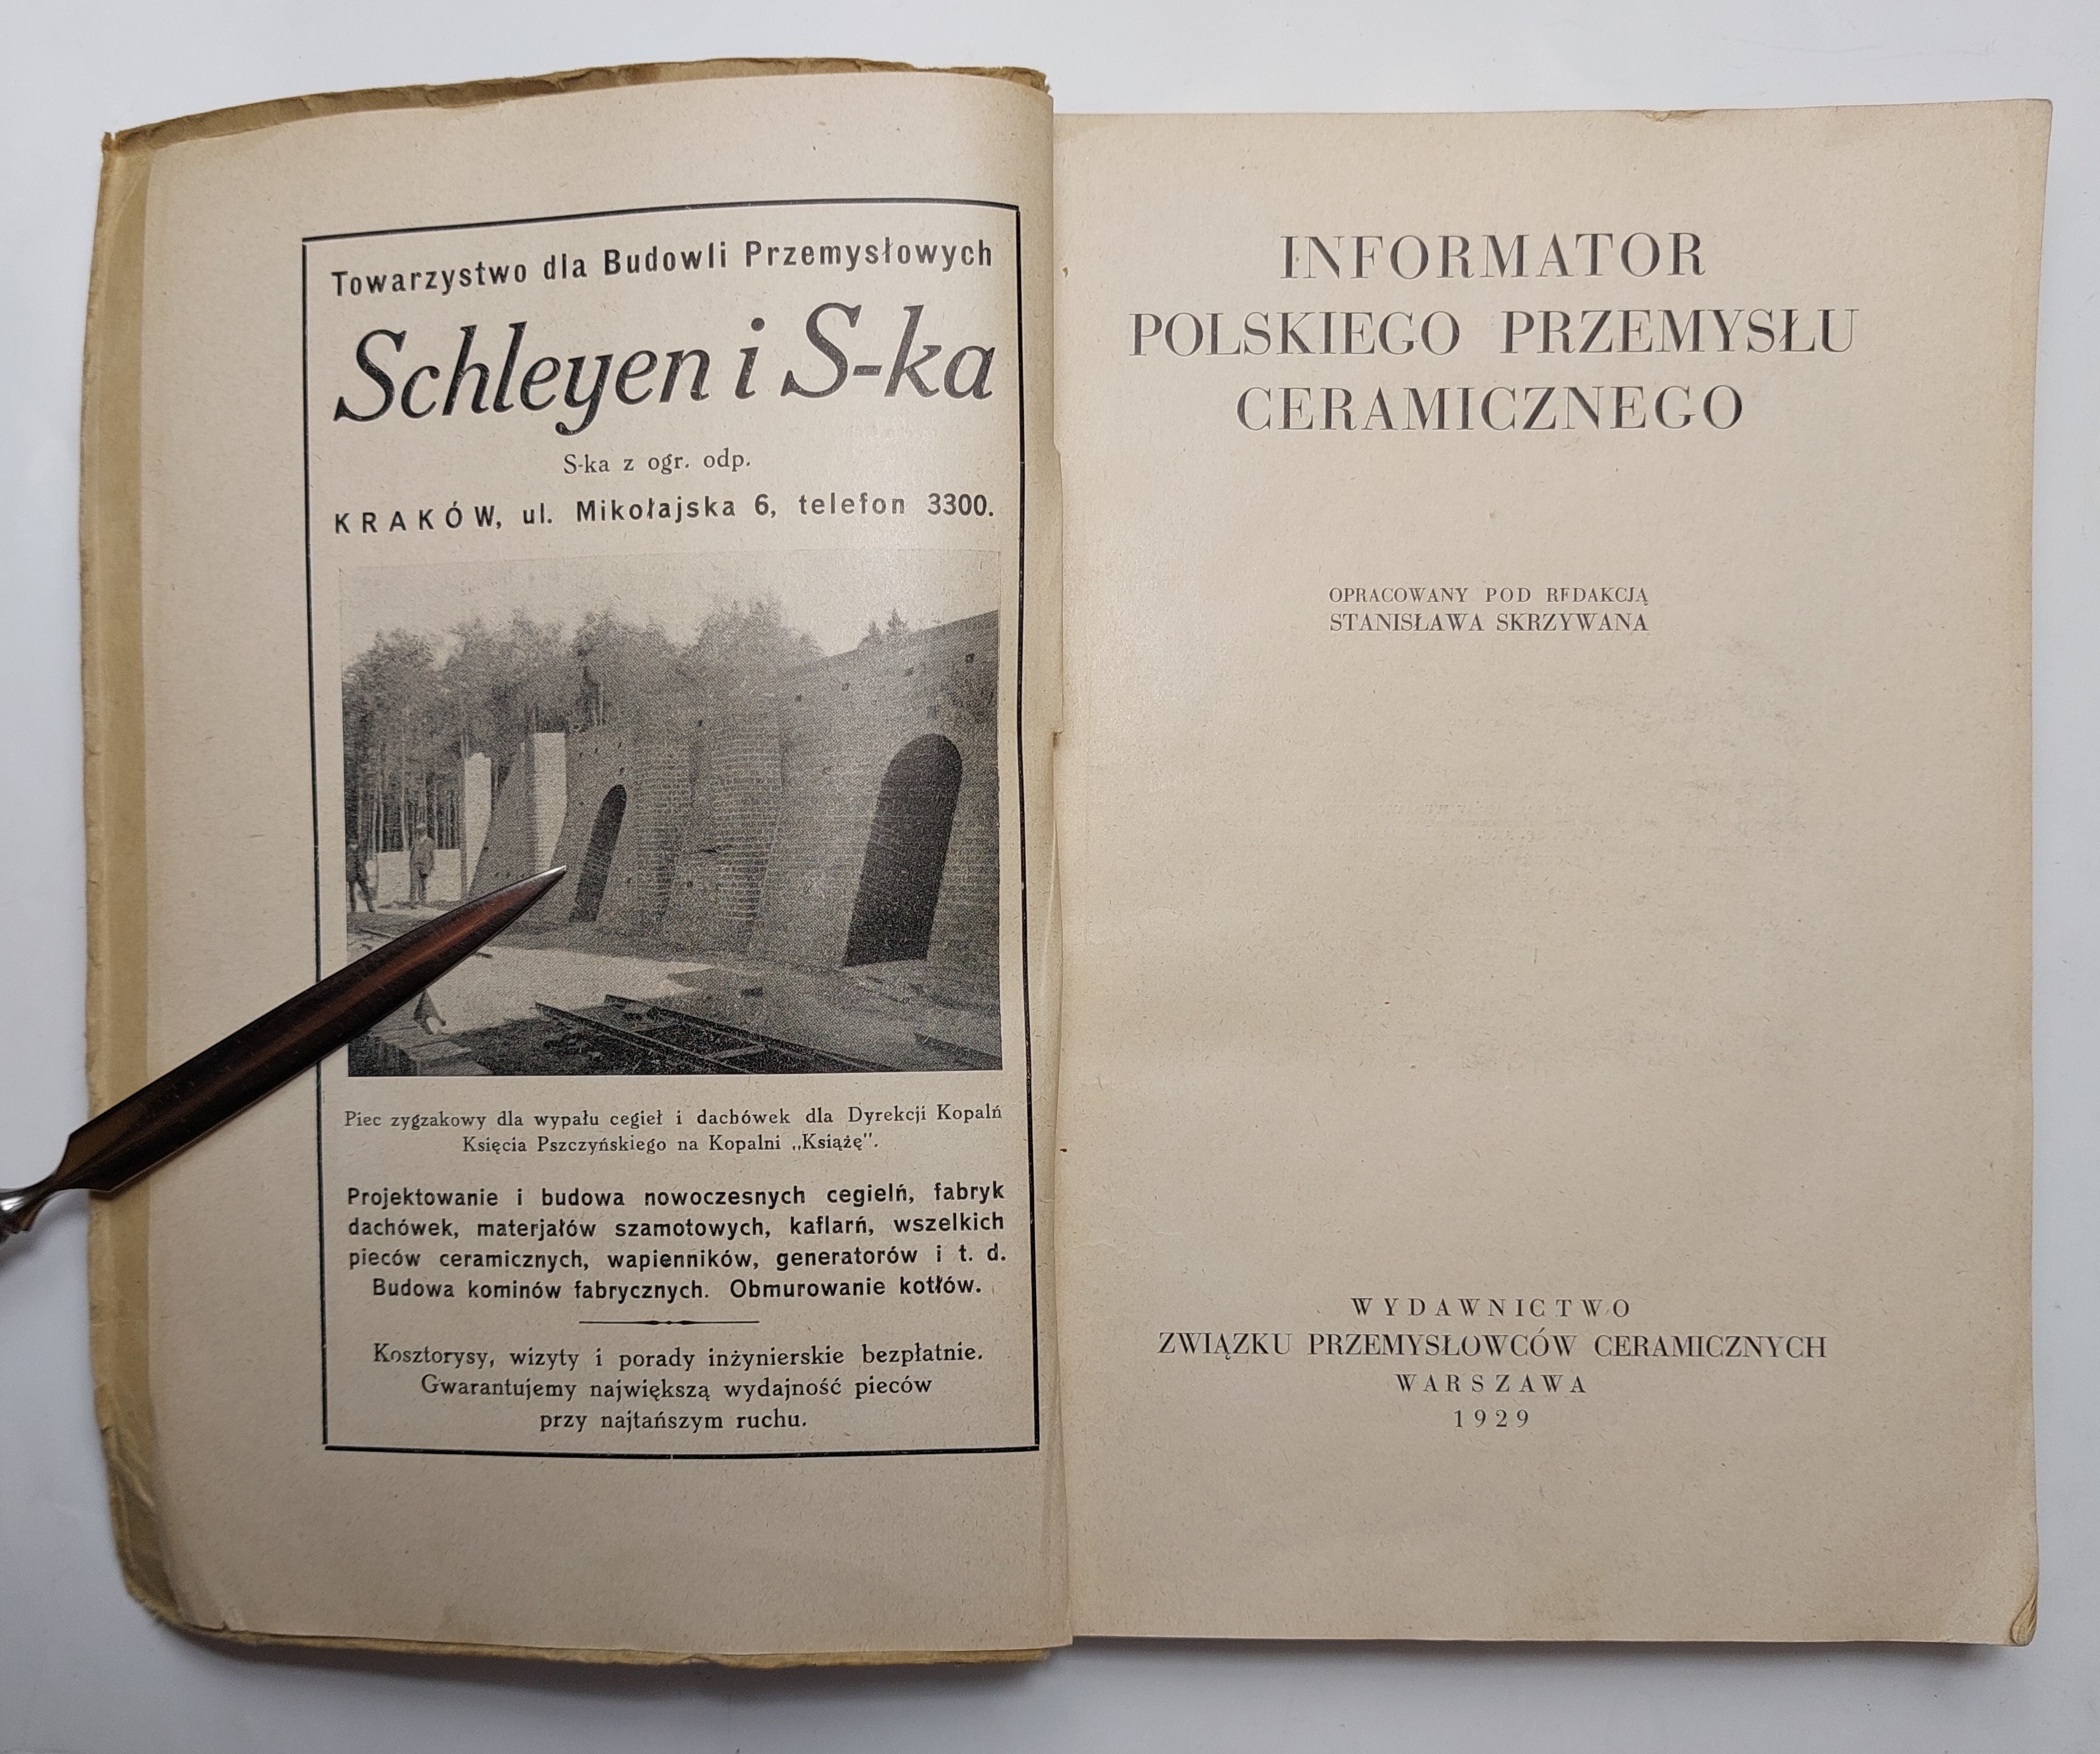 Towarzystwo dla Budowli Przemysłowych
Schleyen i S-ka
S-ka z ogr. odp.
KRAKÓW, ul. Mikołajska 6, telefon 3300.
Piec zygzakowy dla wypału cegieł i dachówek dla Dyrekcji Kopalń
Księcia Pszczyńskiego na Kopalni „Książę".
Projektowanie i budowa nowoczesnych cegielń, fabryk
dachówek, materjałów szamotowych, kaflarń, wszelkich
pieców ceramicznych, wapienników, generatorów i t. d.
Budowa kominów fabrycznych. Obmurowanie kotłów.
Kosztorysy, wizyty i porady inżynierskie bezpłatnie.
Gwarantujemy największą wydajność pieców
przy najtańszym ruchu.
INFORMATOR
POLSKIEGO PRZEMYSŁU
CERAMICZNEGO
OPRACOWANY POD REDAKCJĄ
STANISŁAWA SKRZYWANA
WYDAWNICTWO
ZWIĄZKU PRZEMYSŁOWCÓW CERAMICZNYCH
WARSZAWA
1929